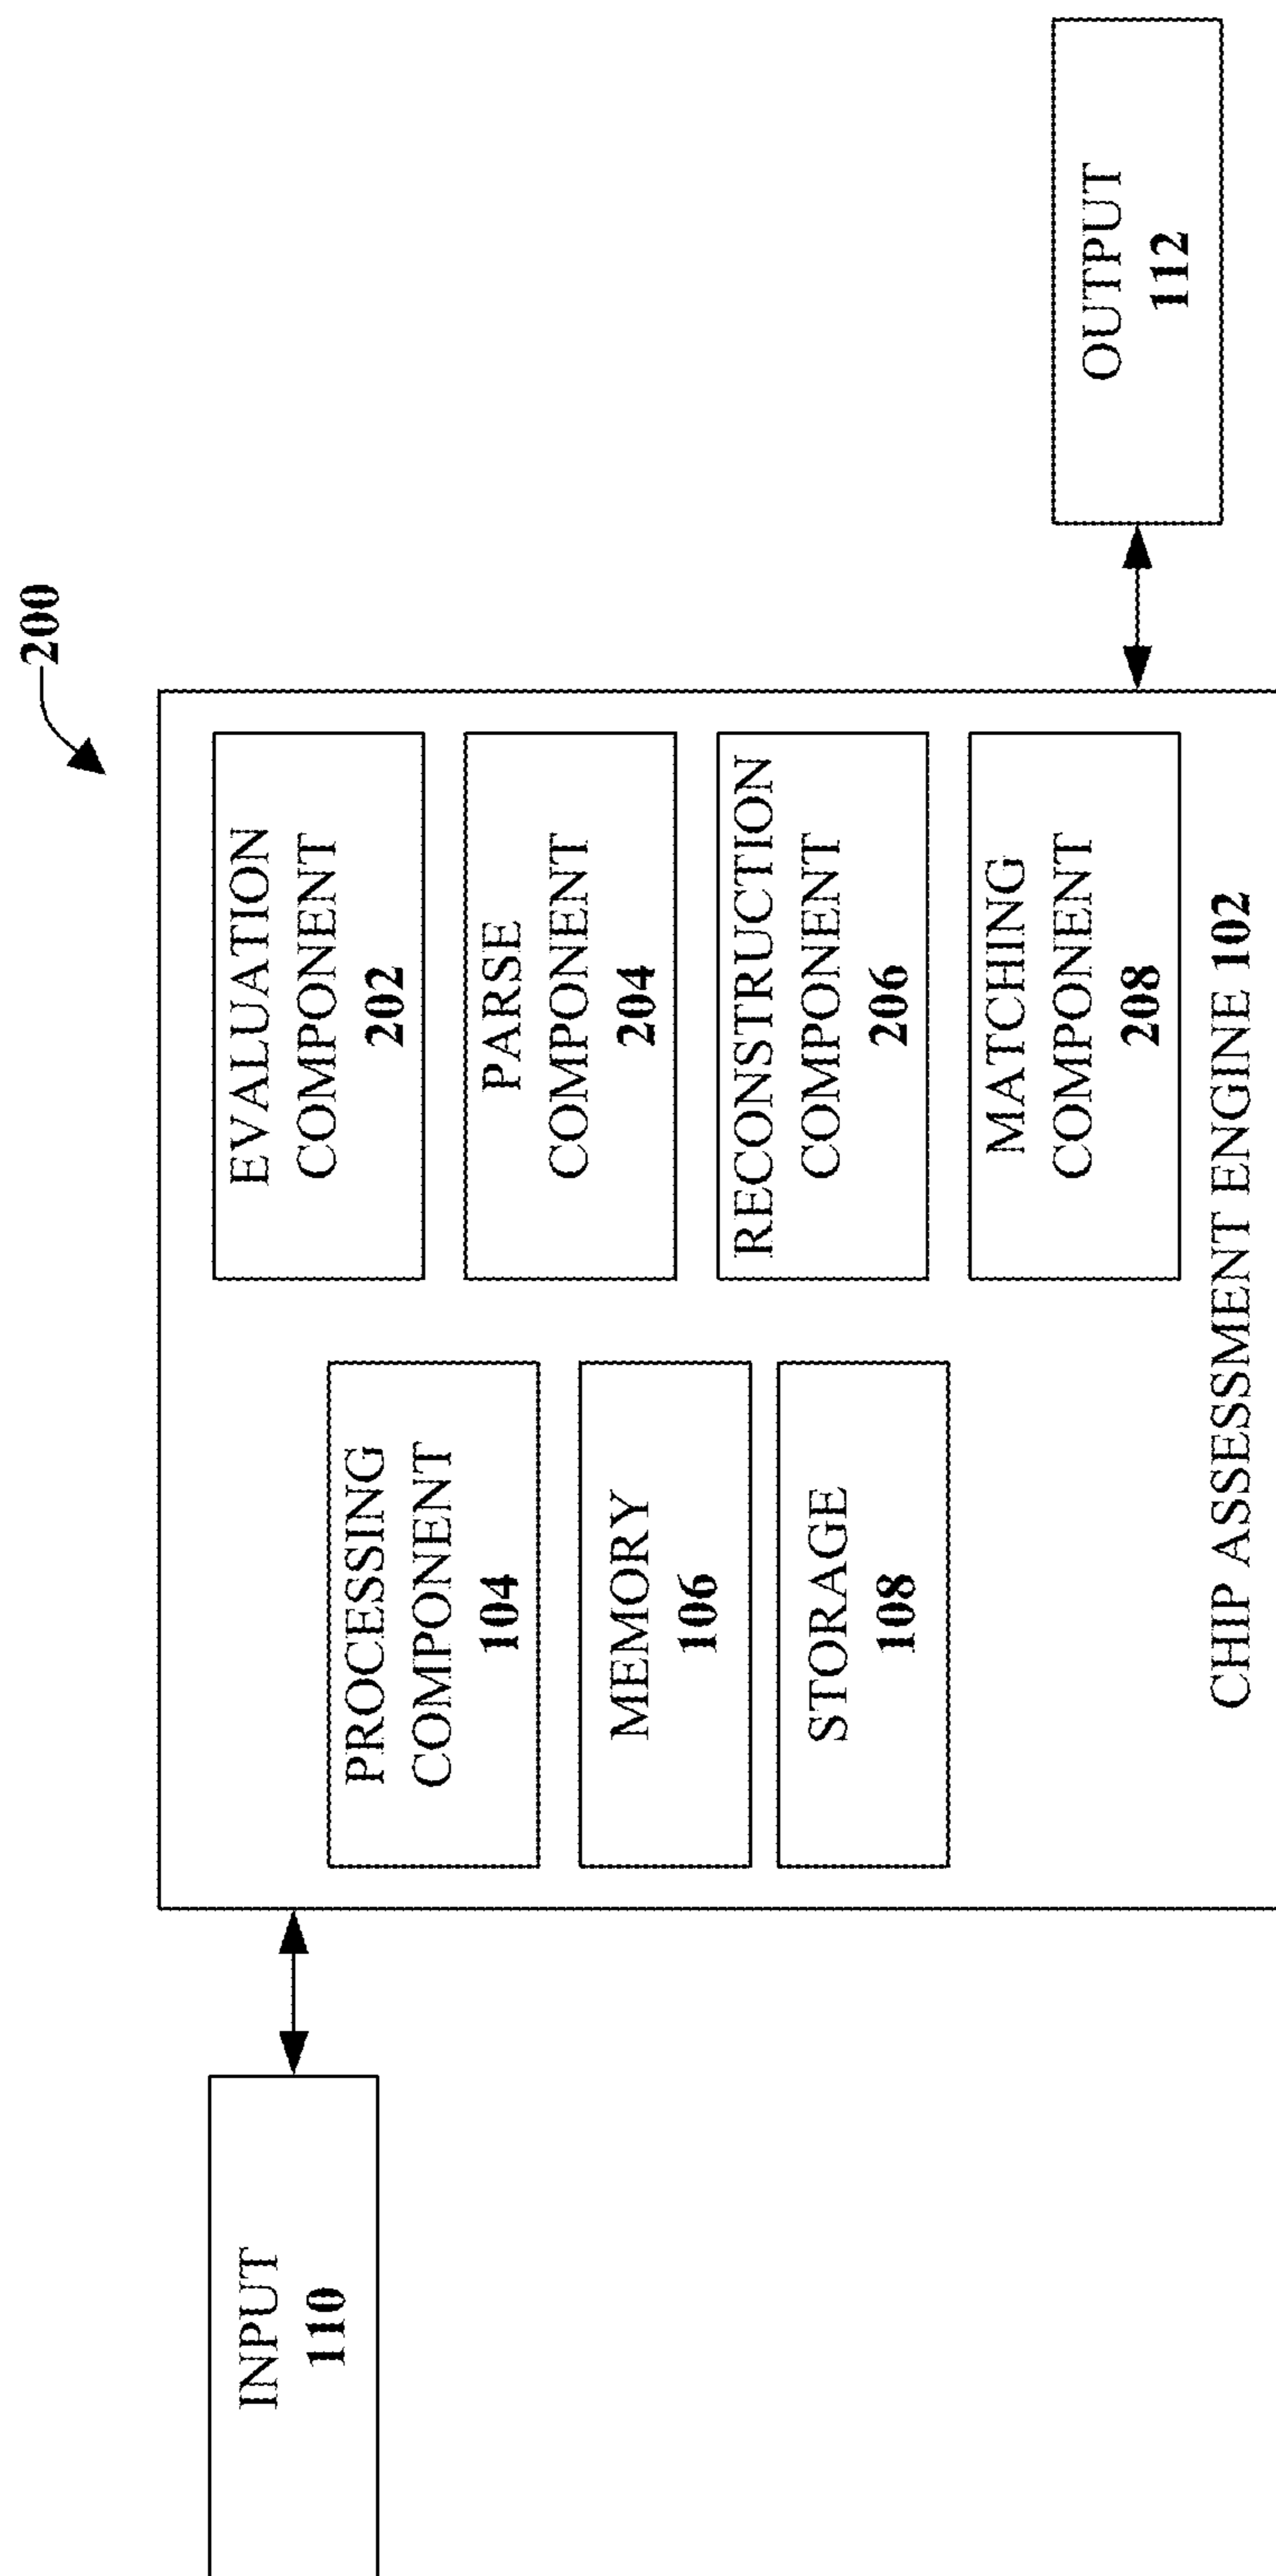 200
INPUT
110
PROCESSING
COMPONENT
104
MEMORY
106
STORAGE
108
EVALUATION
COMPONENT
202
PARSE
COMPONENT
204
RECONSTRUCTION
COMPONENT
206
MATCHING
COMPONENT
208
CHIP ASSESSMENT ENGINE 102
OUTPUT
112